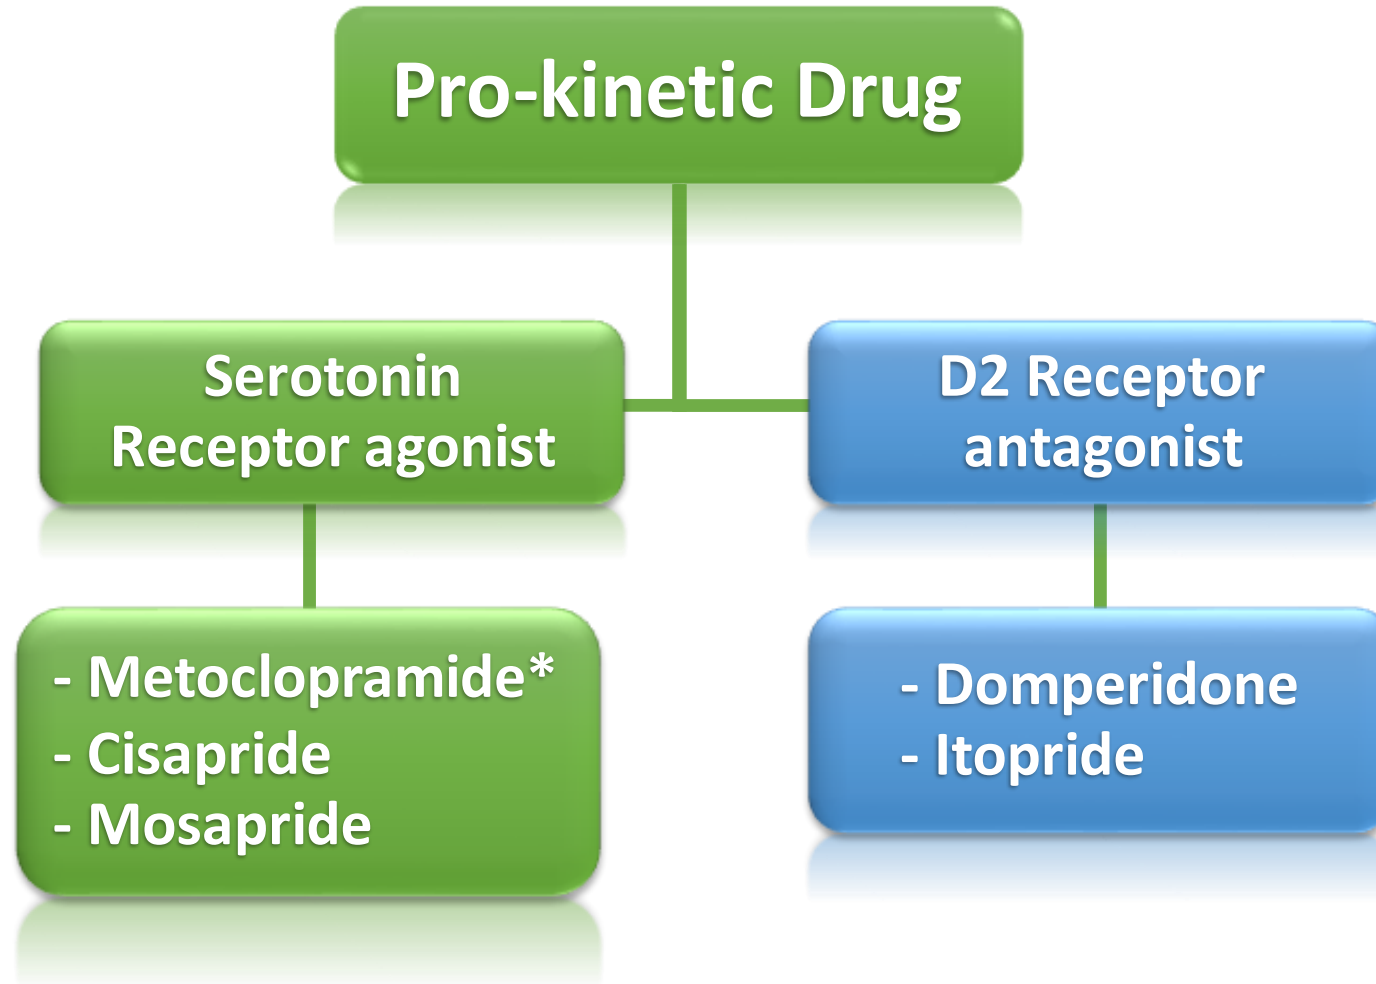 Pro-kinetic Drug
Serotonin
Receptor agonist
D2 Receptor
antagonist
- Metoclopramide*
- Cisapride
- Mosapride
- Domperidone
- Itopride